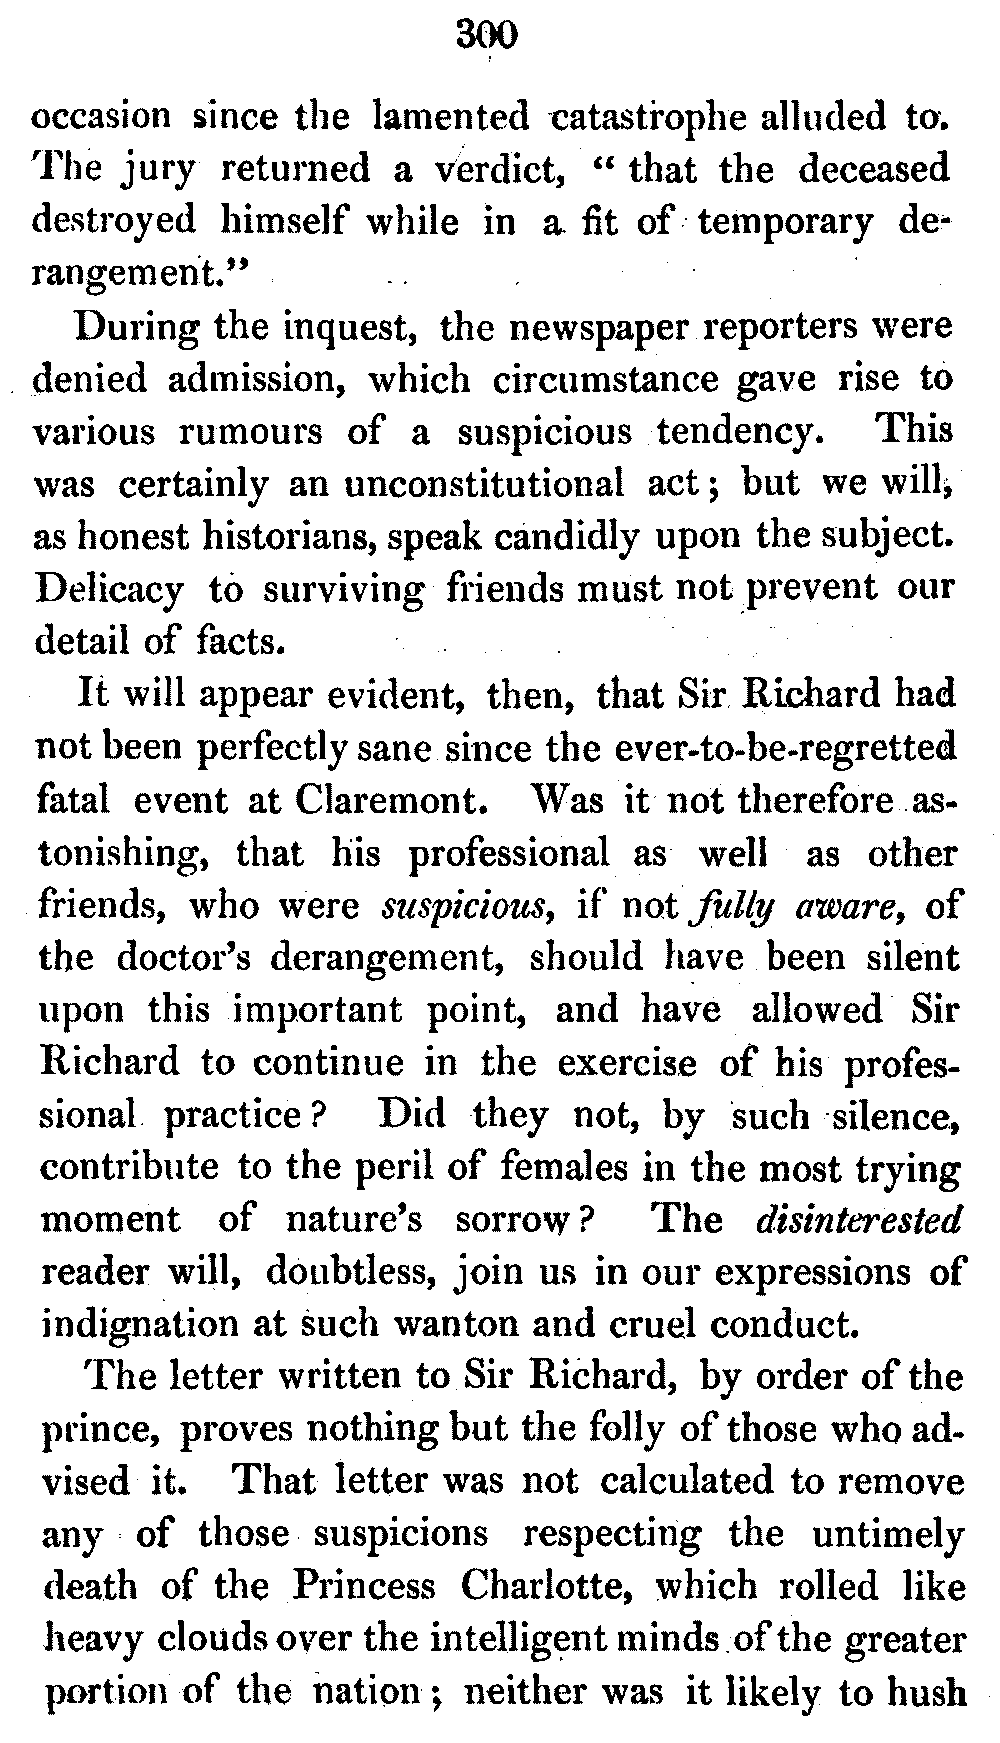 300
occasion since the lamented catastrophe alluded to.
The jury returned a verdict, “ that the deceased
destroyed himself while in a fit of temporary de-
rangement.”
During the inquest, the newspaper reporters were
denied admission, which circumstance gave rise to
various rumours of a suspicious tendency. This
was certainly an unconstitutional act ; but we will,
as honest historians, speak candidly upon the subject.
Delicacy to surviving friends must not prevent our
detail of facts.
It will appear evident, then, that Sir Richard had
not been perfectly sane since the ever-to-be-regretted
fatal event at Claremont. Was it not therefore as-
tonishing, that his professional as well as other
friends, who were suspicious, if not fully aware, of
the doctor’s derangement, should have been silent
upon this important point, and have allowed Sir
Richard to continue in the exercise of his profes-
sional practice ? Did they not, by such silence,
contribute to the peril of females in the most trying
moment of nature’s sorrow ? The disinterested
reader will, doubtless, join us in our expressions of
indignation at such wanton and cruel conduct.
The letter written to Sir Richard, by order of the
prince, proves nothing but the folly of those who ad-
vised it. That letter was not calculated to remove
any of those suspicions respecting the untimely
death of the Princess Charlotte, which rolled like
heavy clouds over the intelligent minds of the greater
portion of the nation ; neither was it likely to hush